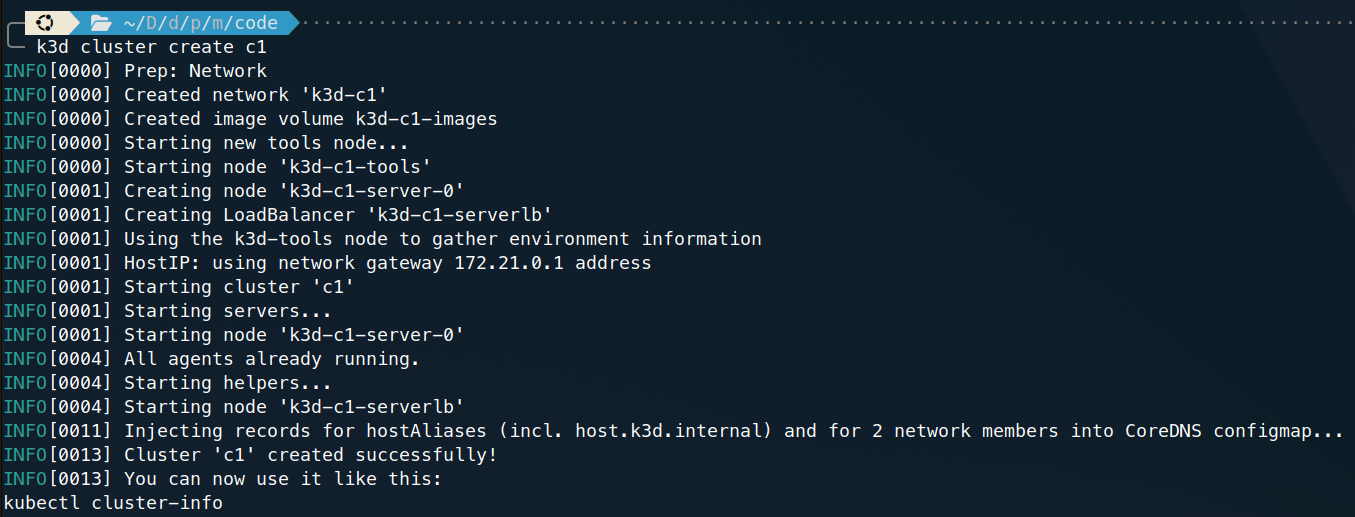 ~/D/d/p/m/code
k3d cluster create c1
INFO[0000] Prep: Network
INFO[0000] Created network 'k3d-c1'
INFO[0000] Created image volume k3d-c1-images
INFO[0000] Starting new tools node...
INFO[0000] Starting node 'k3d-c1-tools'
INFO[0001] Creating node 'k3d-c1-server-0'
INFO[0001] Creating LoadBalancer 'k3d-c1-serverlb'
INFO[0001] Using the k3d-tools node to gather environment information
INFO[0001] HostIP: using network gateway 172.21.0.1 address
INFO[0001] Starting cluster 'c1'
INFO[0001] Starting servers...
INFO[0001] Starting node 'k3d-c1-server-0'
INFO[0004] All agents already running.
INFO[0004] Starting helpers...
INFO[0004] Starting node 'k3d-c1-serverlb'
INFO[0011] Injecting records for hostAliases (incl. host.k3d.internal) and for 2 network members into CoreDNS configmap...
INFO[0013] Cluster 'c1' created successfully!
INFO[0013] You can now use it like this:
kubectl cluster-info